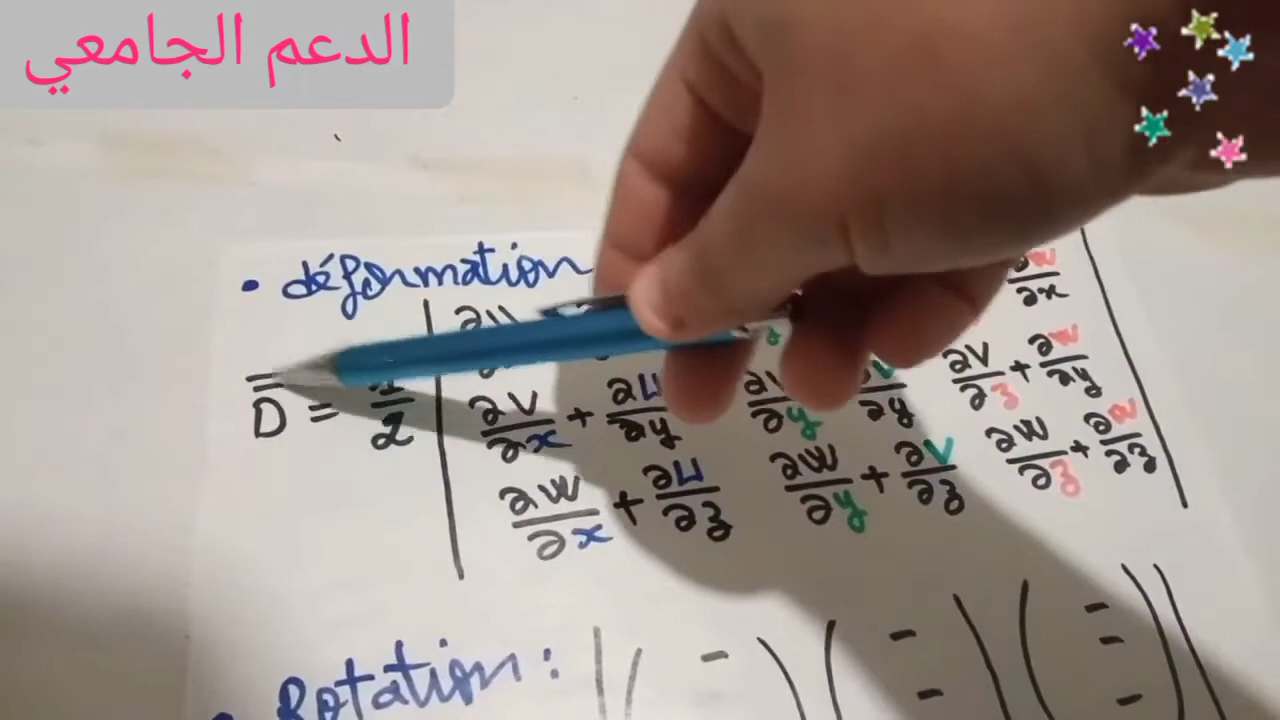 الدعم الجامعي
• déformation
∂w/∂x
D̿ = 1/2
∂v/∂x + ∂u/∂y ∂v/∂y ∂y ∂v/∂z + ∂w/∂y
∂w/∂x + ∂u/∂z ∂w/∂y + ∂v/∂z ∂w/∂z + ∂w/∂z
• Rotation :